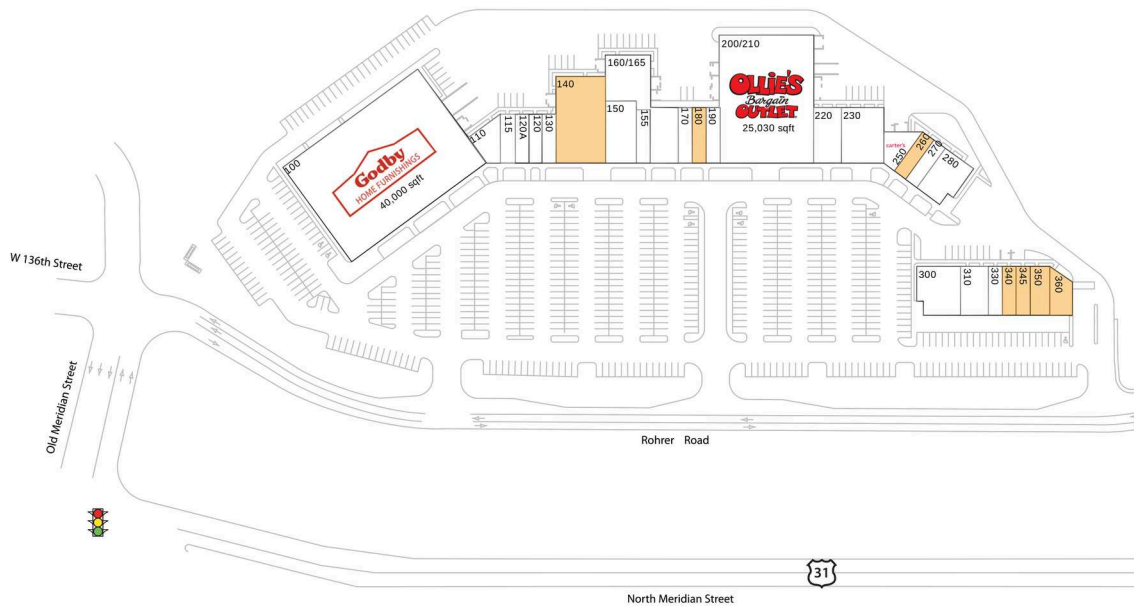 200/210
OLLiE'S
Bargain
OUTLET
25,030 sqft
160/165
140
150
155
170
180
190
220
230
110
115
120A
120
130
100
Godby
HOME FURNISHINGS
40,000 sqft
carter's
250
260
270
280
300
310
330
340
345
350
360
W 136th Street
Old Meridian Street
Rohrer Road
31
North Meridian Street